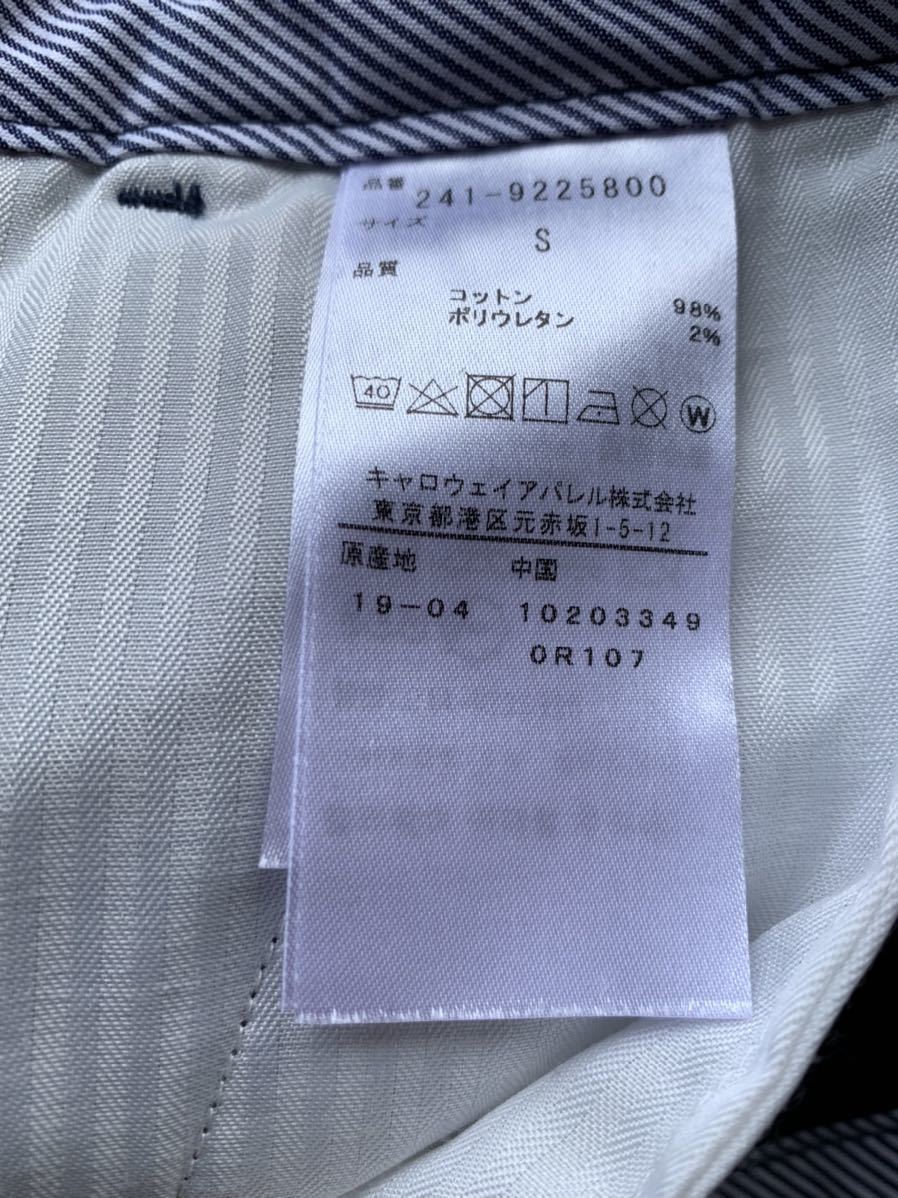 品番 241-9225800
サイズ S
品質
コットン 98%
ポリウレタン 2%
40 W
キャロウェイアパレル株式会社
東京都港区元赤坂1-5-12
原産地 中国
19-04 10203349
0R107